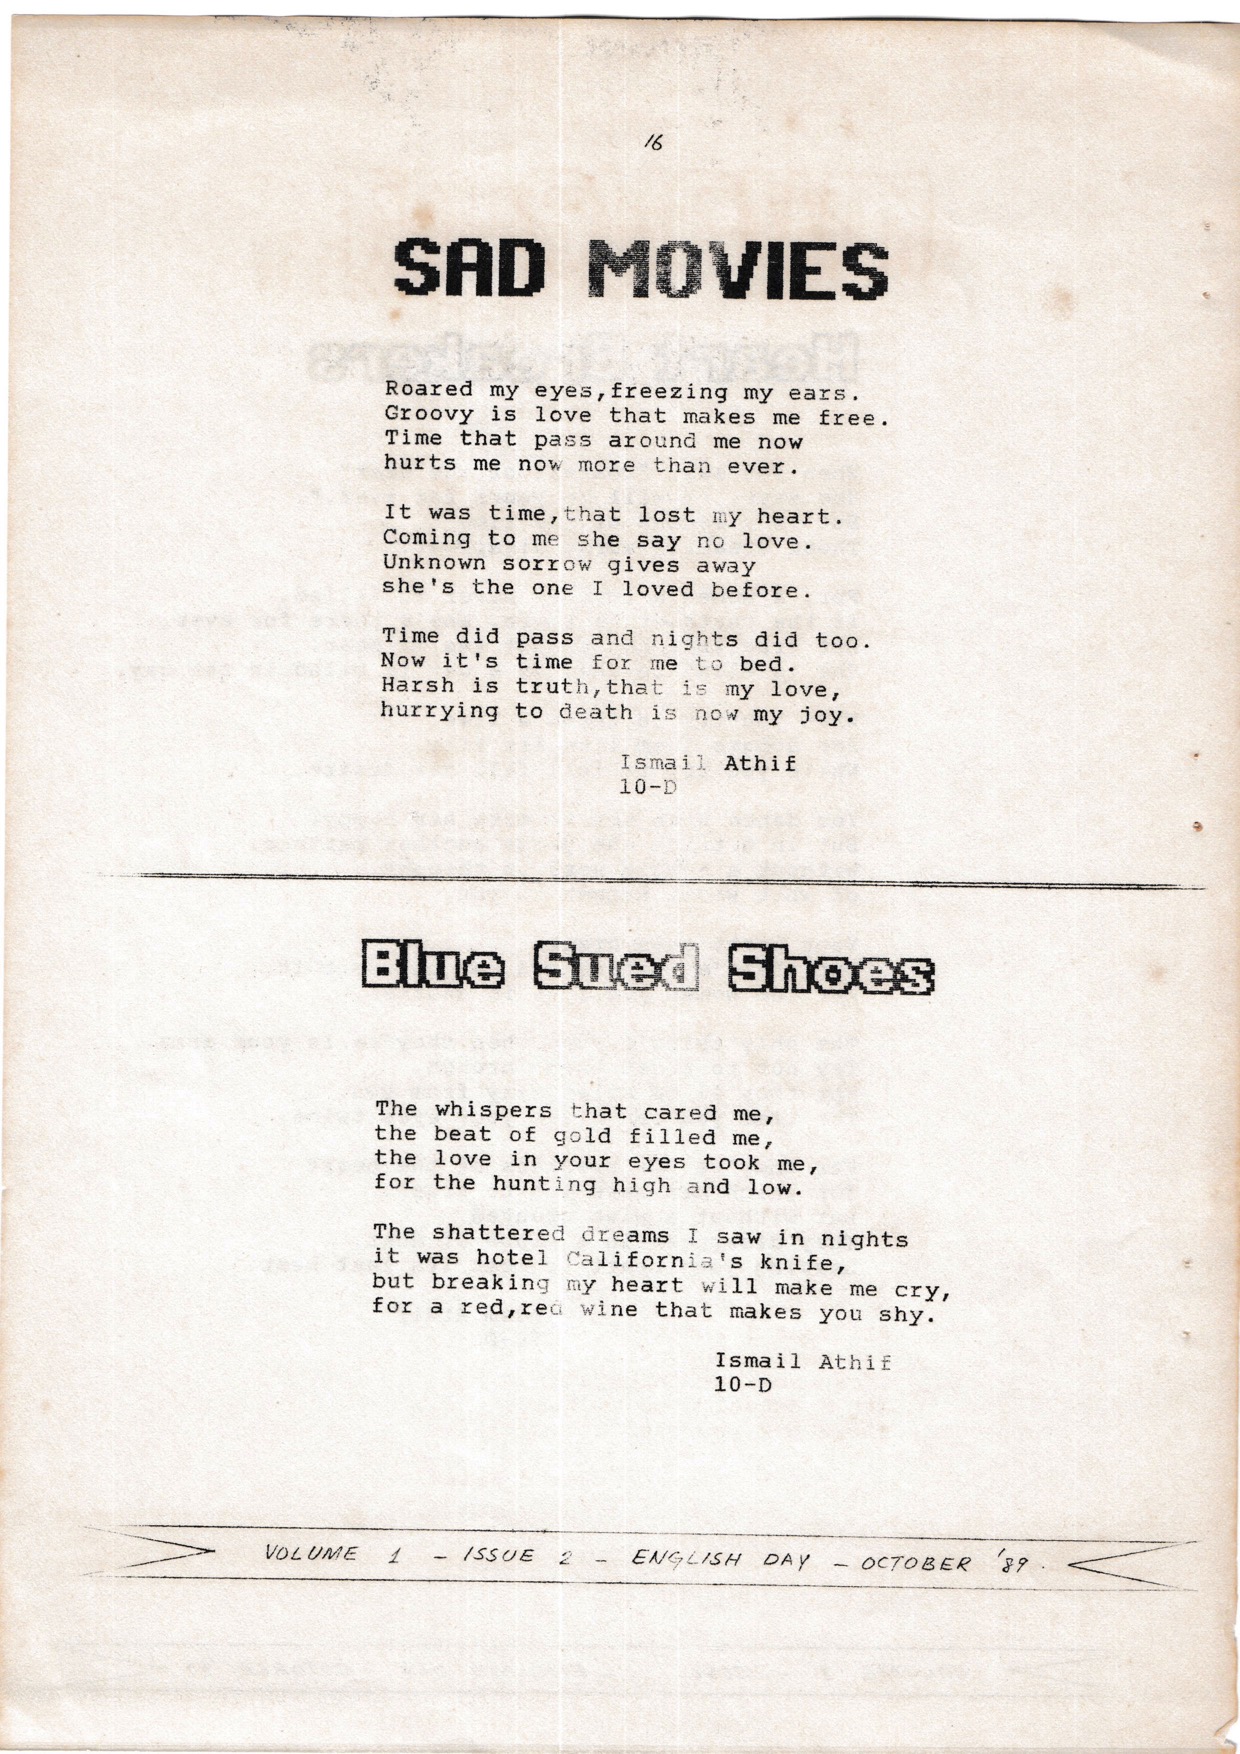 16
SAD MOVIES
Roared my eyes,freezing my ears.
Groovy is love that makes me free.
Time that pass around me now
hurts me now more than ever.
It was time,that lost my heart.
Coming to me she say no love.
Unknown sorrow gives away
she's the one I loved before.
Time did pass and nights did too.
Now it's time for me to bed.
Harsh is truth,that is my love,
hurrying to death is now my joy.
Ismail Athif
10-D
Blue Sued Shoes
The whispers that cared me,
the beat of gold filled me,
the love in your eyes took me,
for the hunting high and low.
The shattered dreams I saw in nights
it was hotel California's knife,
but breaking my heart will make me cry,
for a red,red wine that makes you shy.
Ismail Athif
10-D
VOLUME 1 - ISSUE 2 - ENGLISH DAY - OCTOBER '89.